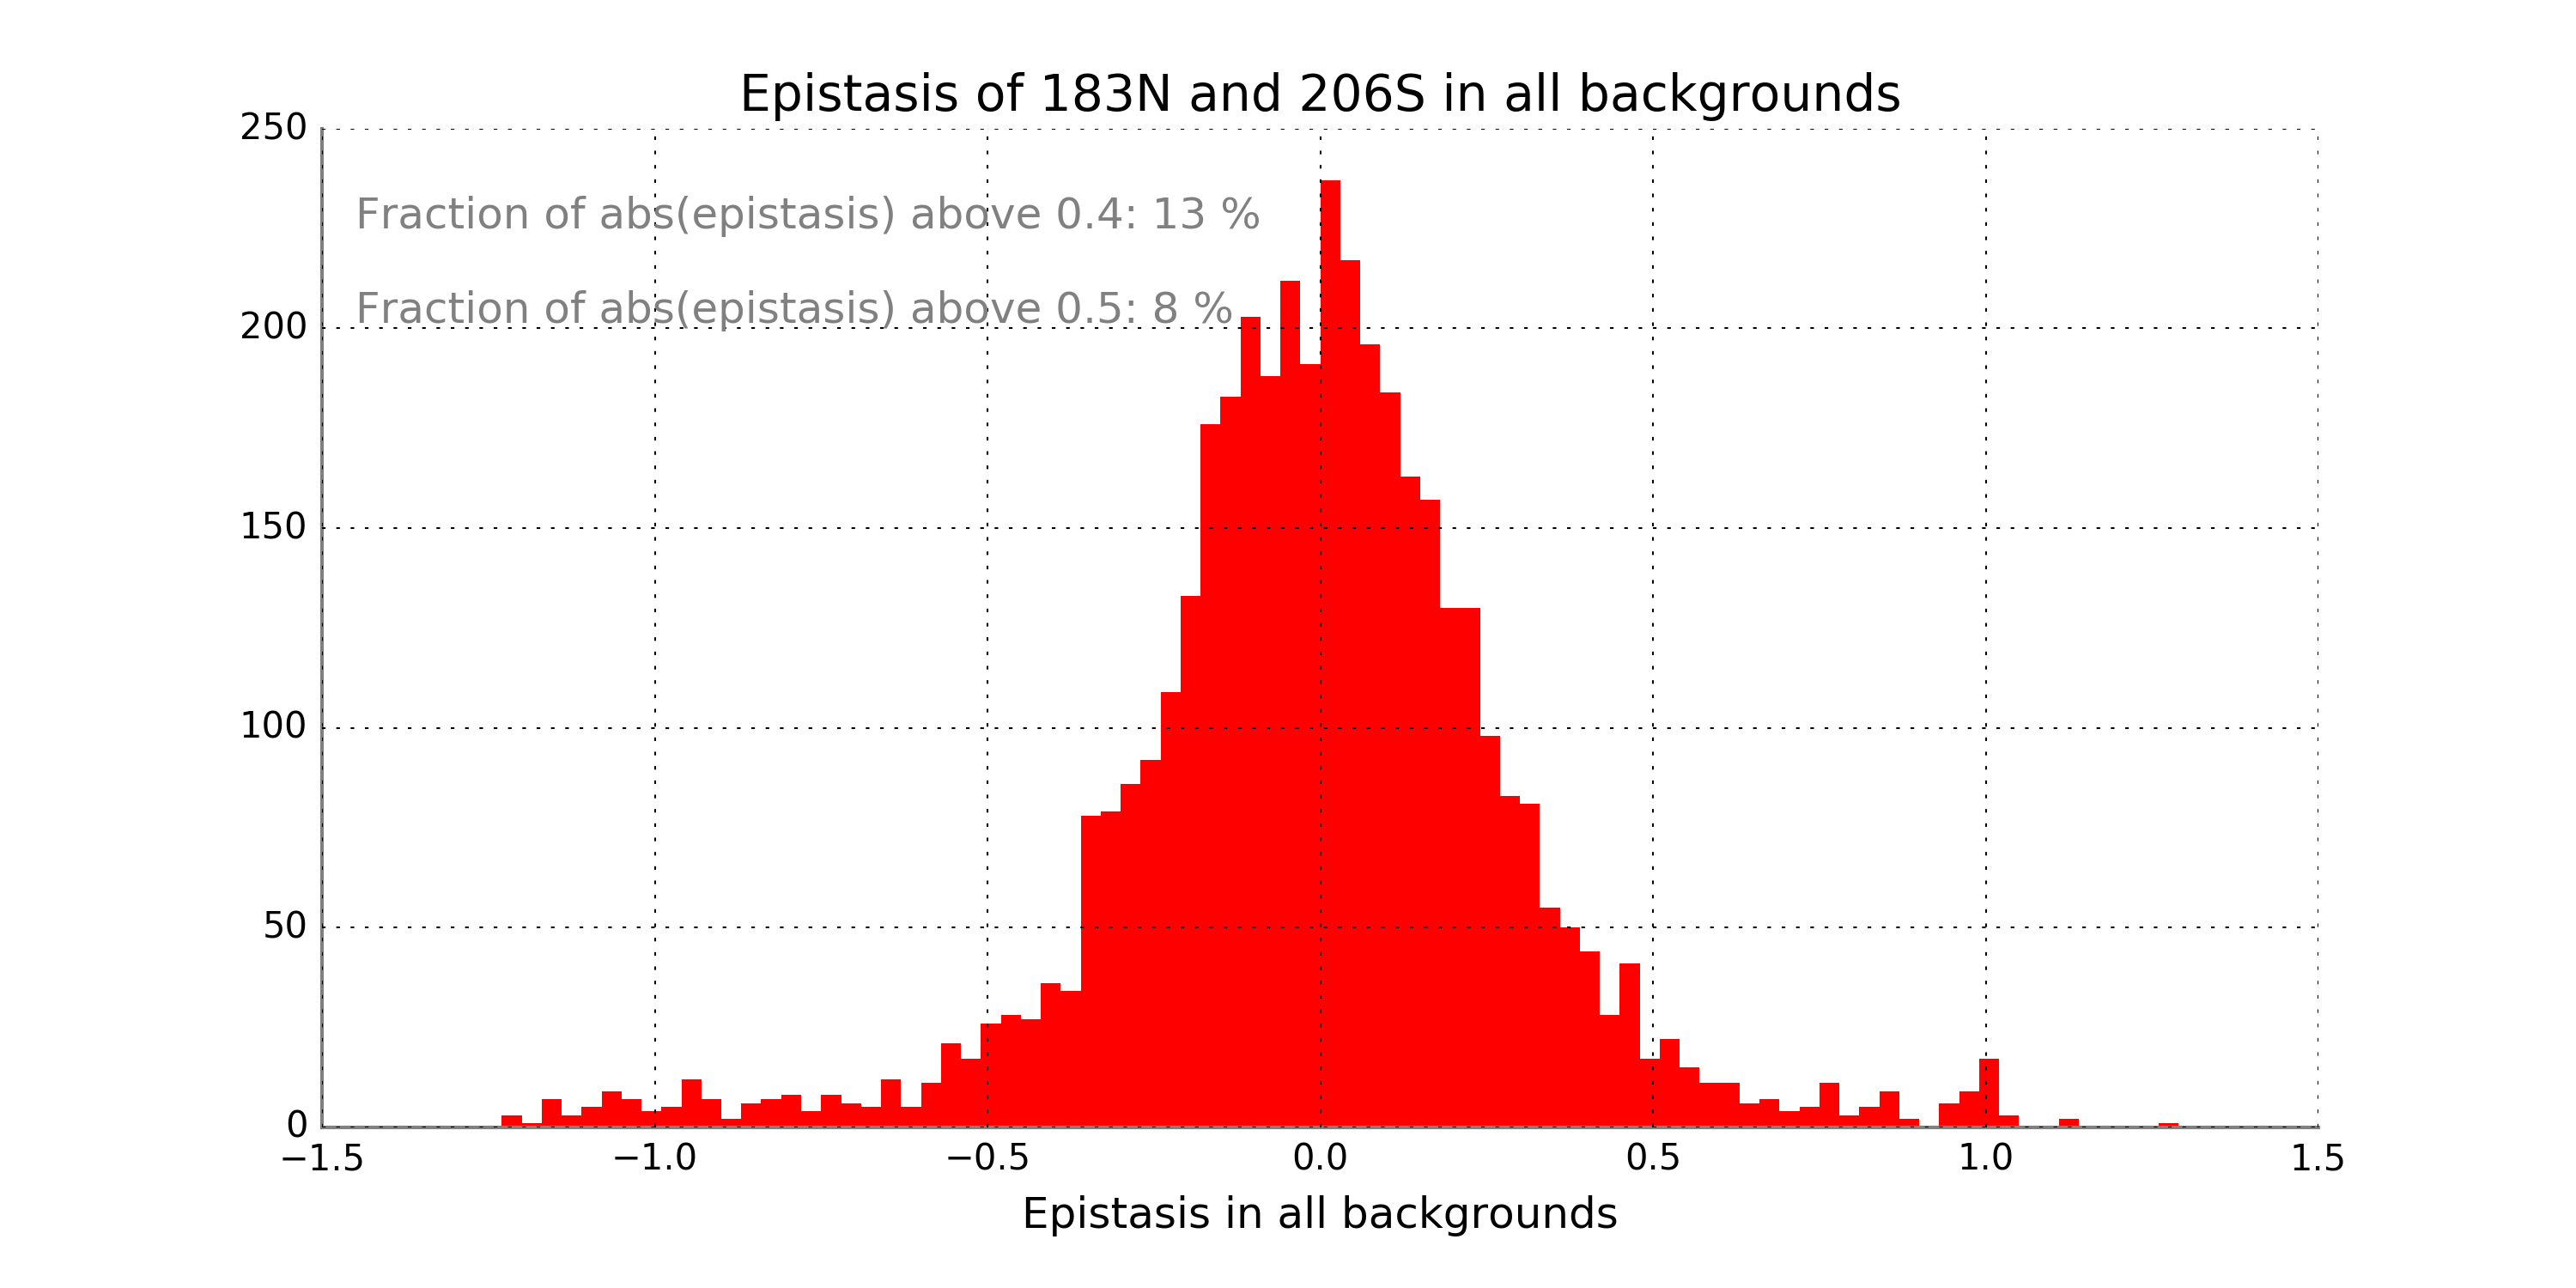 Epistasis of 183N and 206S in all backgrounds
250
Fraction of abs(epistasis) above 0.4: 13 %
Fraction of abs(epistasis) above 0.5: 8 %
200
150
100
50
0
−1.5 −1.0 −0.5 0.0 0.5 1.0 1.5
Epistasis in all backgrounds